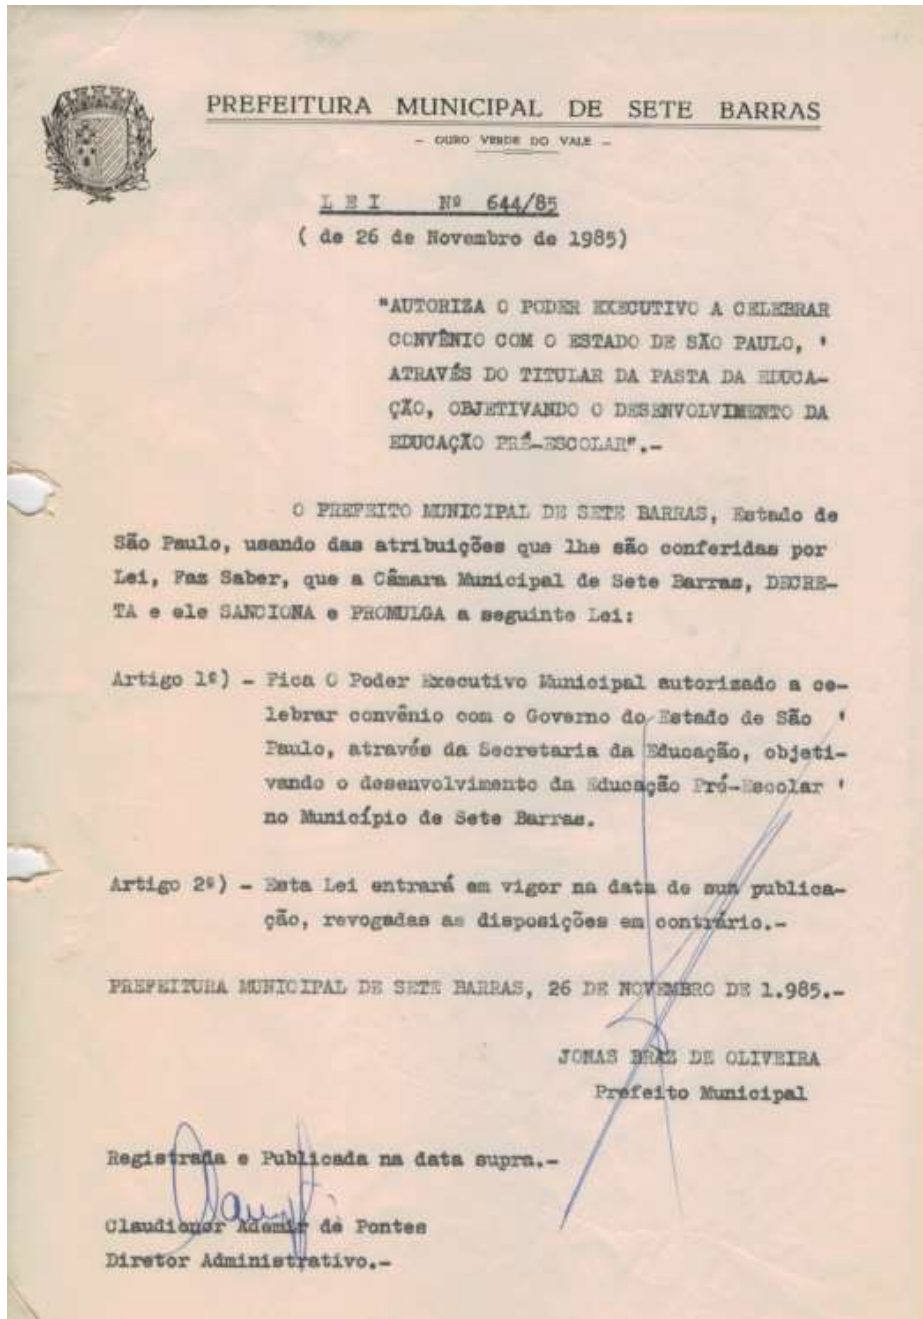 PREFEITURA MUNICIPAL DE SETE BARRAS
- OURO VERDE DO VALE -
LEI Nº 644/85
( de 26 de Novembro de 1985)
"AUTORIZA O PODER EXECUTIVO A CELEBRAR
CONVÊNIO COM O ESTADO DE SÃO PAULO, '
ATRAVÉS DO TITULAR DA PASTA DA EDUCA-
ÇÃO, OBJETIVANDO O DESENVOLVIMENTO DA
EDUCAÇÃO PRÉ-ESCOLAR".-
O PREFEITO MUNICIPAL DE SETE BARRAS, Estado de
São Paulo, usando das atribuições que lhe são conferidas por
Lei, Faz Saber, que a Câmara Municipal de Sete Barras, DECRE-
TA e ele SANCIONA e PROMULGA a seguinte Lei:
Artigo 1º) - Fica O Poder Executivo Municipal autorizado a ce-
lebrar convênio com o Governo do Estado de São '
Paulo, através da Secretaria da Educação, objeti-
vando o desenvolvimento da Educação Pré-Escolar '
no Município de Sete Barras.
Artigo 2º) - Esta Lei entrará em vigor na data de sua publica-
ção, revogadas as disposições em contrário.-
PREFEITURA MUNICIPAL DE SETE BARRAS, 26 DE NOVEMBRO DE 1.985.-
JONAS BRAZ DE OLIVEIRA
Prefeito Municipal
Registrada e Publicada na data supra.-
Claudionor Ademir de Pontes
Diretor Administrativo.-